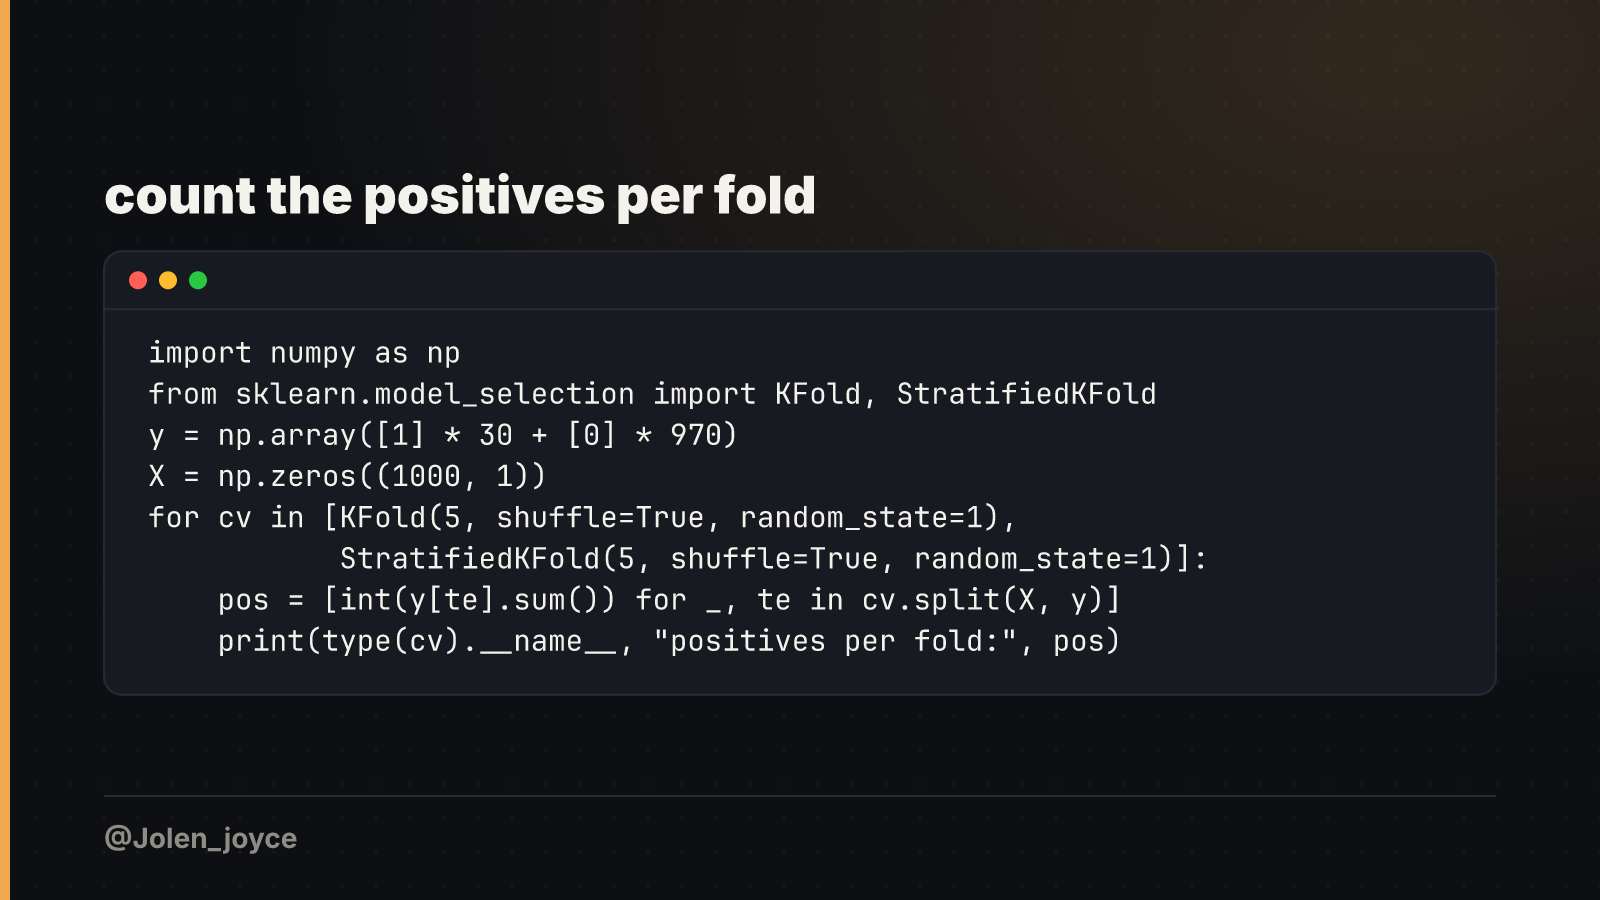 count the positives per fold
import numpy as np
from sklearn.model_selection import KFold, StratifiedKFold
y = np.array([1] * 30 + [0] * 970)
X = np.zeros((1000, 1))
for cv in [KFold(5, shuffle=True, random_state=1),
           StratifiedKFold(5, shuffle=True, random_state=1)]:
    pos = [int(y[te].sum()) for _, te in cv.split(X, y)]
    print(type(cv).__name__, "positives per fold:", pos)
@Jolen_joyce